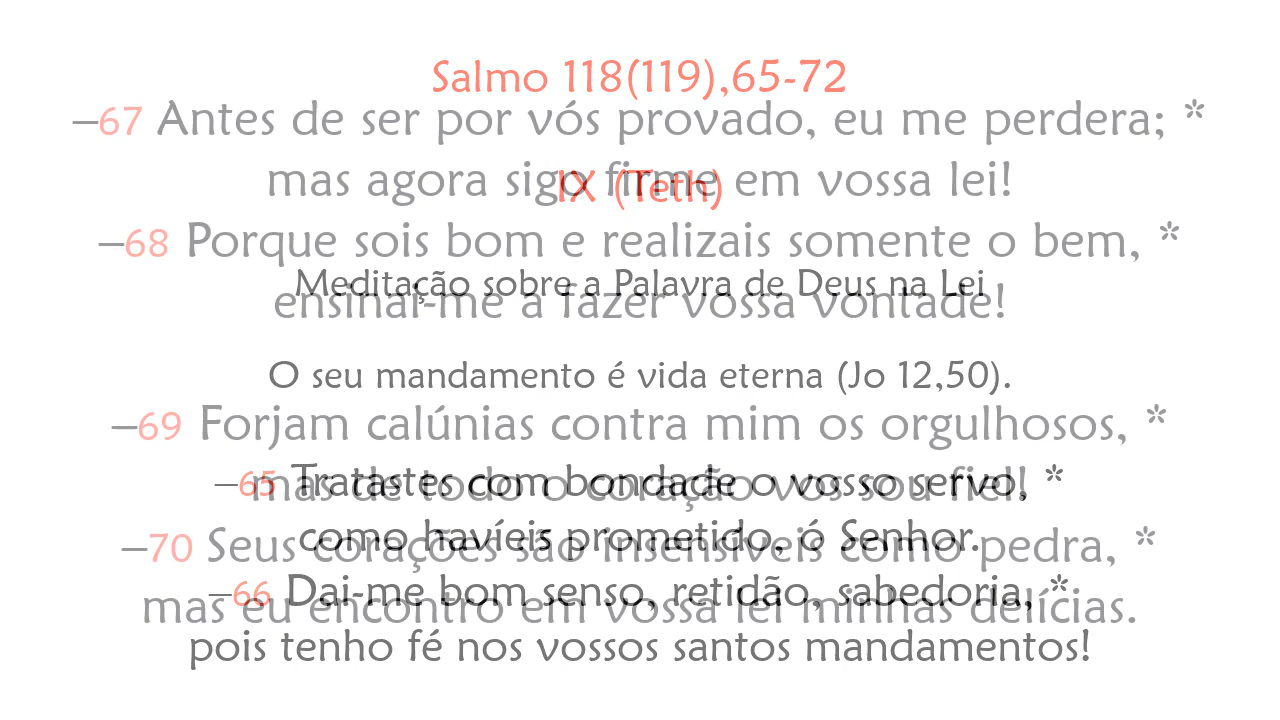 Salmo 118(119),65-72
IX (Teth)
Meditação sobre a Palavra de Deus na Lei
O seu mandamento é vida eterna (Jo 12,50).
–65 Tratastes com bondade o vosso servo, *
como havíeis prometido, ó Senhor.
–66 Dai-me bom senso, retidão, sabedoria, *
pois tenho fé nos vossos santos mandamentos!
–67 Antes de ser por vós provado, eu me perdera; *
mas agora sigo firme em vossa lei!
–68 Porque sois bom e realizais somente o bem, *
ensinai-me a fazer vossa vontade!
–69 Forjam calúnias contra mim os orgulhosos, *
mas de todo o coração vos sou fiel!
–70 Seus corações são insensíveis como pedra, *
mas eu encontro em vossa lei minhas delícias.